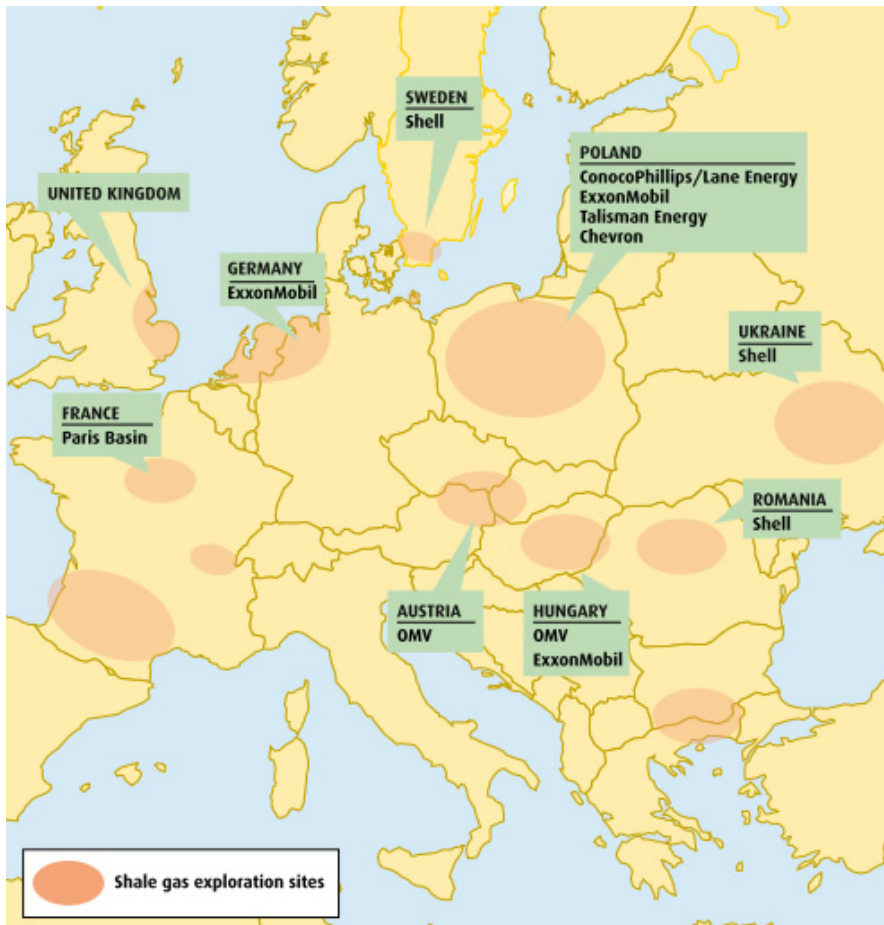 SWEDEN
Shell
POLAND
ConocoPhillips/Lane Energy
ExxonMobil
Talisman Energy
Chevron
UNITED KINGDOM
GERMANY
ExxonMobil
UKRAINE
Shell
FRANCE
Paris Basin
ROMANIA
Shell
AUSTRIA
OMV
HUNGARY
OMV
ExxonMobil
Shale gas exploration sites